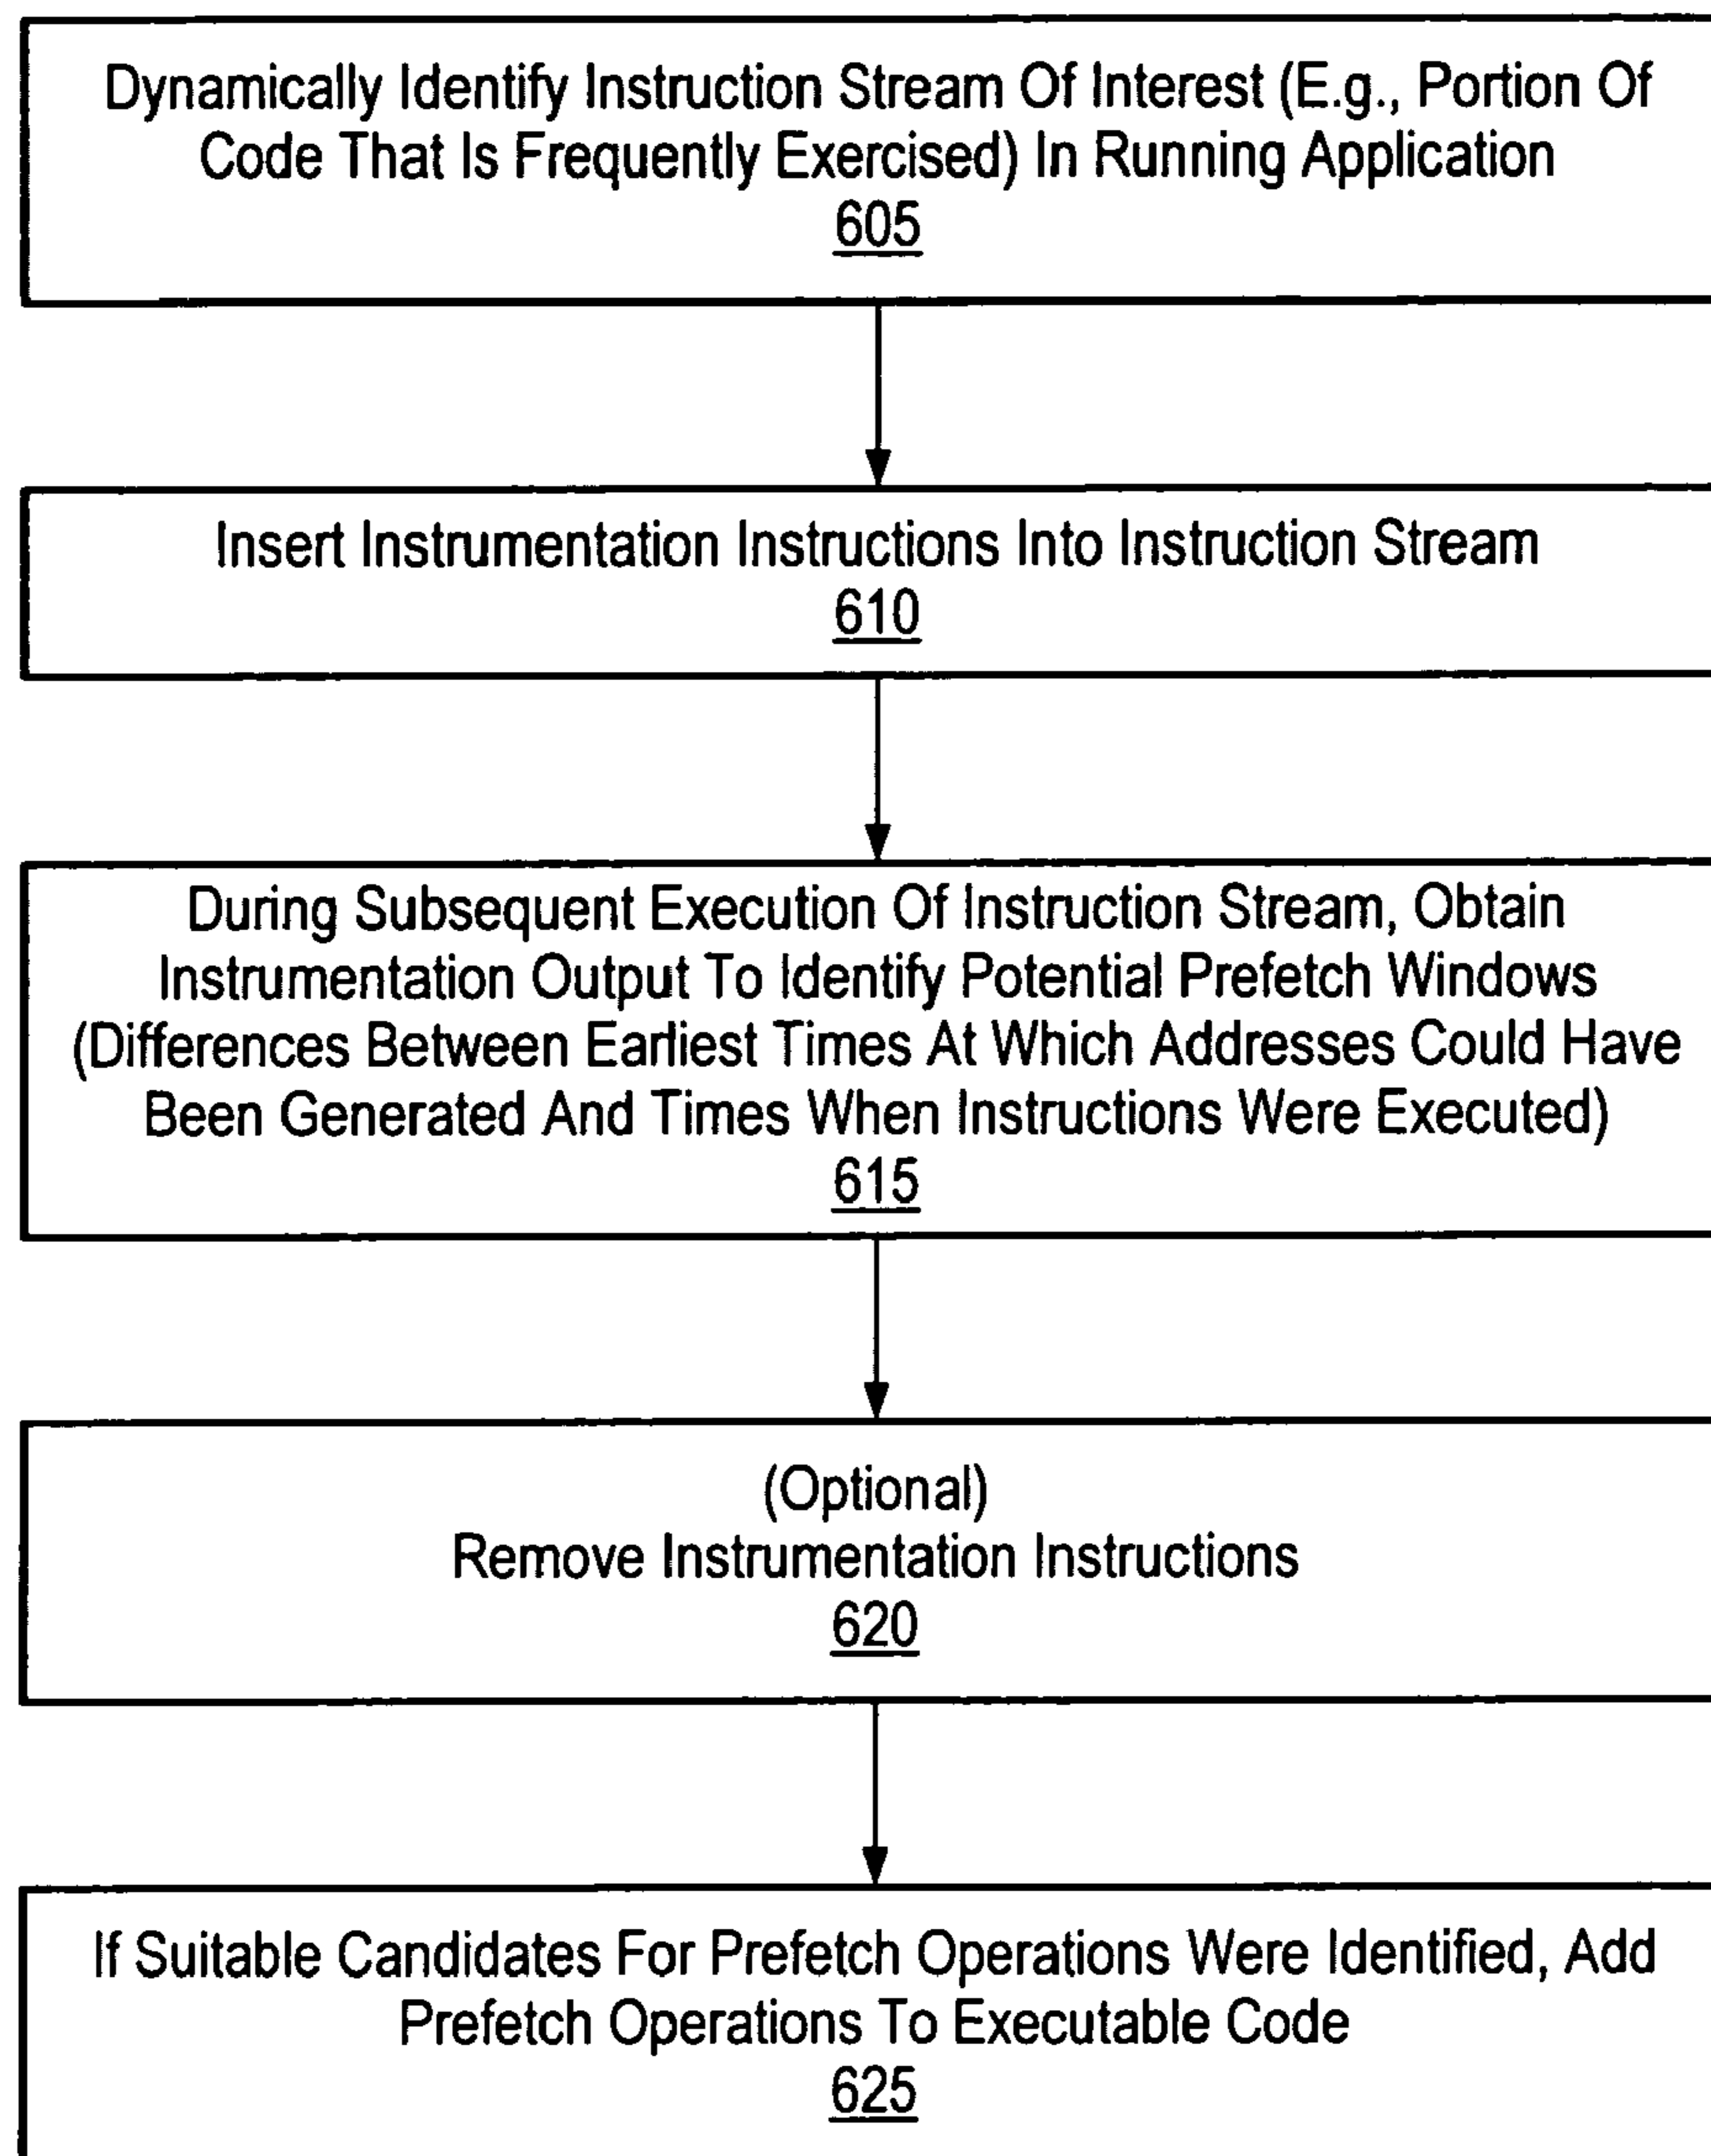 Dynamically Identify Instruction Stream Of Interest (E.g., Portion Of
Code That Is Frequently Exercised) In Running Application
605
Insert Instrumentation Instructions Into Instruction Stream
610
During Subsequent Execution Of Instruction Stream, Obtain
Instrumentation Output To Identify Potential Prefetch Windows
(Differences Between Earliest Times At Which Addresses Could Have
Been Generated And Times When Instructions Were Executed)
615
(Optional)
Remove Instrumentation Instructions
620
If Suitable Candidates For Prefetch Operations Were Identified, Add
Prefetch Operations To Executable Code
625